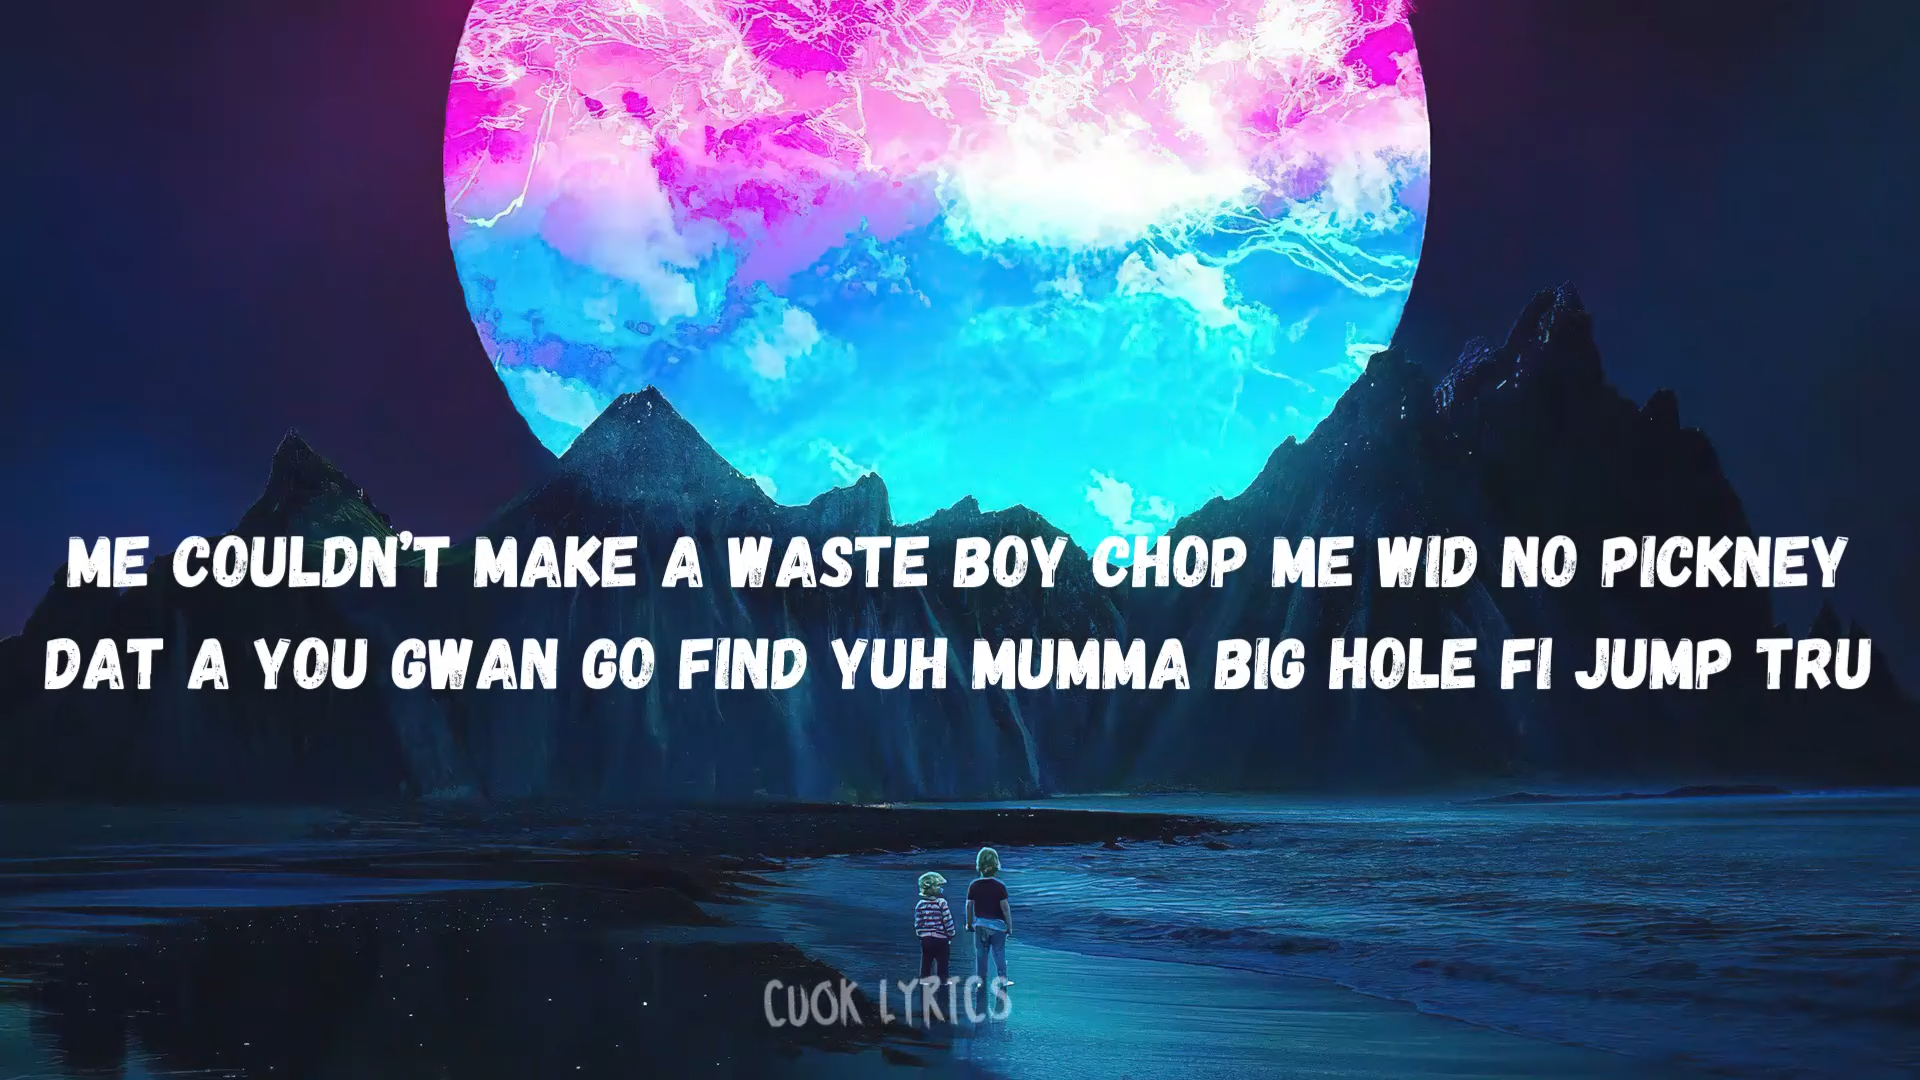 ME COULDN'T MAKE A WASTE BOY CHOP ME WID NO PICKNEY
DAT A YOU GWAN GO FIND YUH MUMMA BIG HOLE FI JUMP TRU
CUOK LYRICS